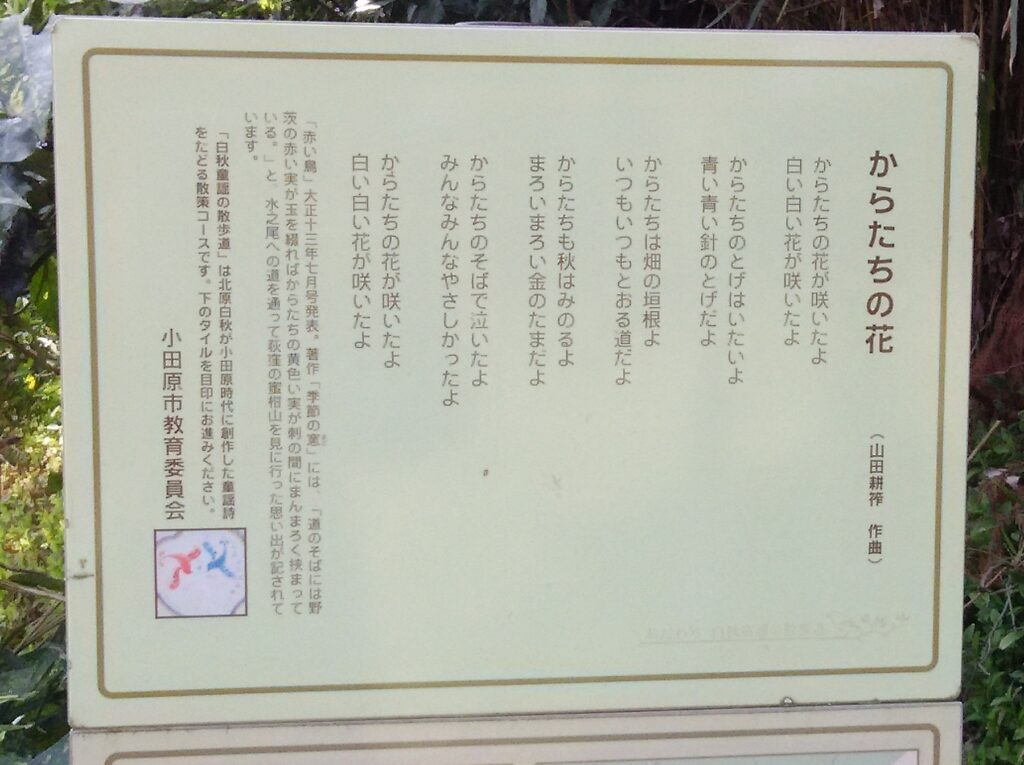 からたちの花
（山田耕筰　作曲）
からたちの花が咲いたよ
白い白い花が咲いたよ
からたちのとげはいたいよ
青い青い針のとげだよ
からたちは畑の垣根よ
いつもいつもとおる道だよ
からたちも秋はみのるよ
まろいまろい金のたまだよ
からたちのそばで泣いたよ
みんなみんなやさしかったよ
からたちの花が咲いたよ
白い白い花が咲いたよ
「赤い鳥」大正十三年七月号発表。著作「季節の窓」には、「道のそばには野
茨の赤い実が玉を綴ればからたちの黄色い実が刺の間にまんまろく挟まって
いる。」と、水之尾への道を通って荻窪の蜜柑山を見に行った思い出が記されて
います。
「白秋童謡の散歩道」は北原白秋が小田原時代に創作した童謡詩
をたどる散策コースです。下のタイルを目印にお進みください。
小田原市教育委員会